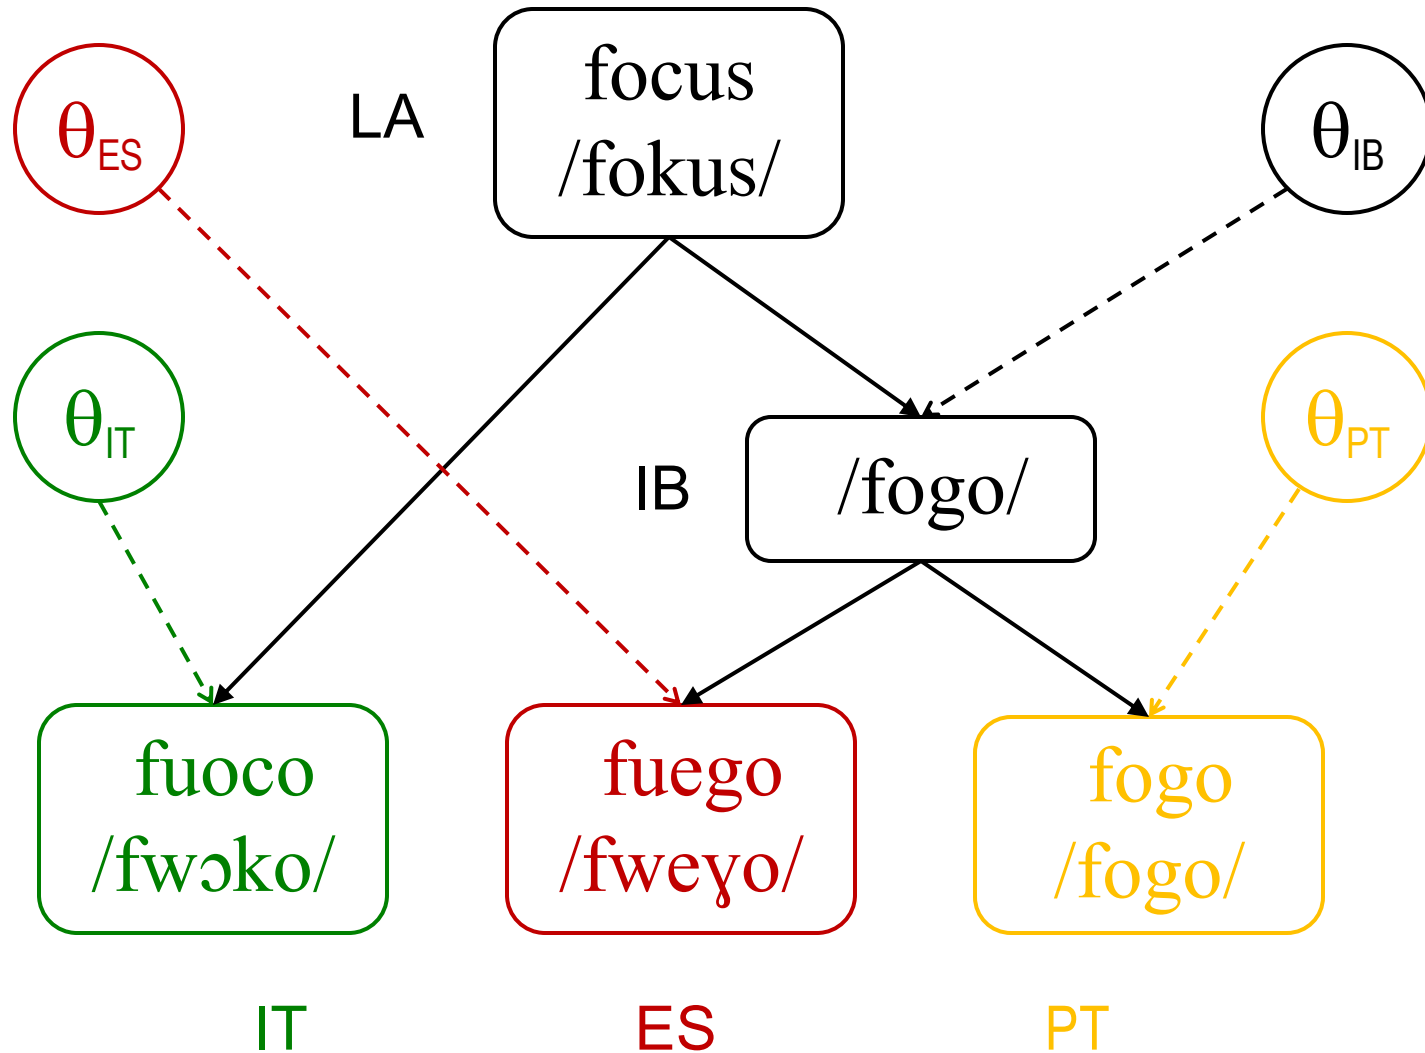 focus
LA
/fokus/
θES
θIB
θIT
θPT
IB
/fogo/
fuoco
/fwɔko/
fuego
/fweɣo/
fogo
/fogo/
IT
ES
PT